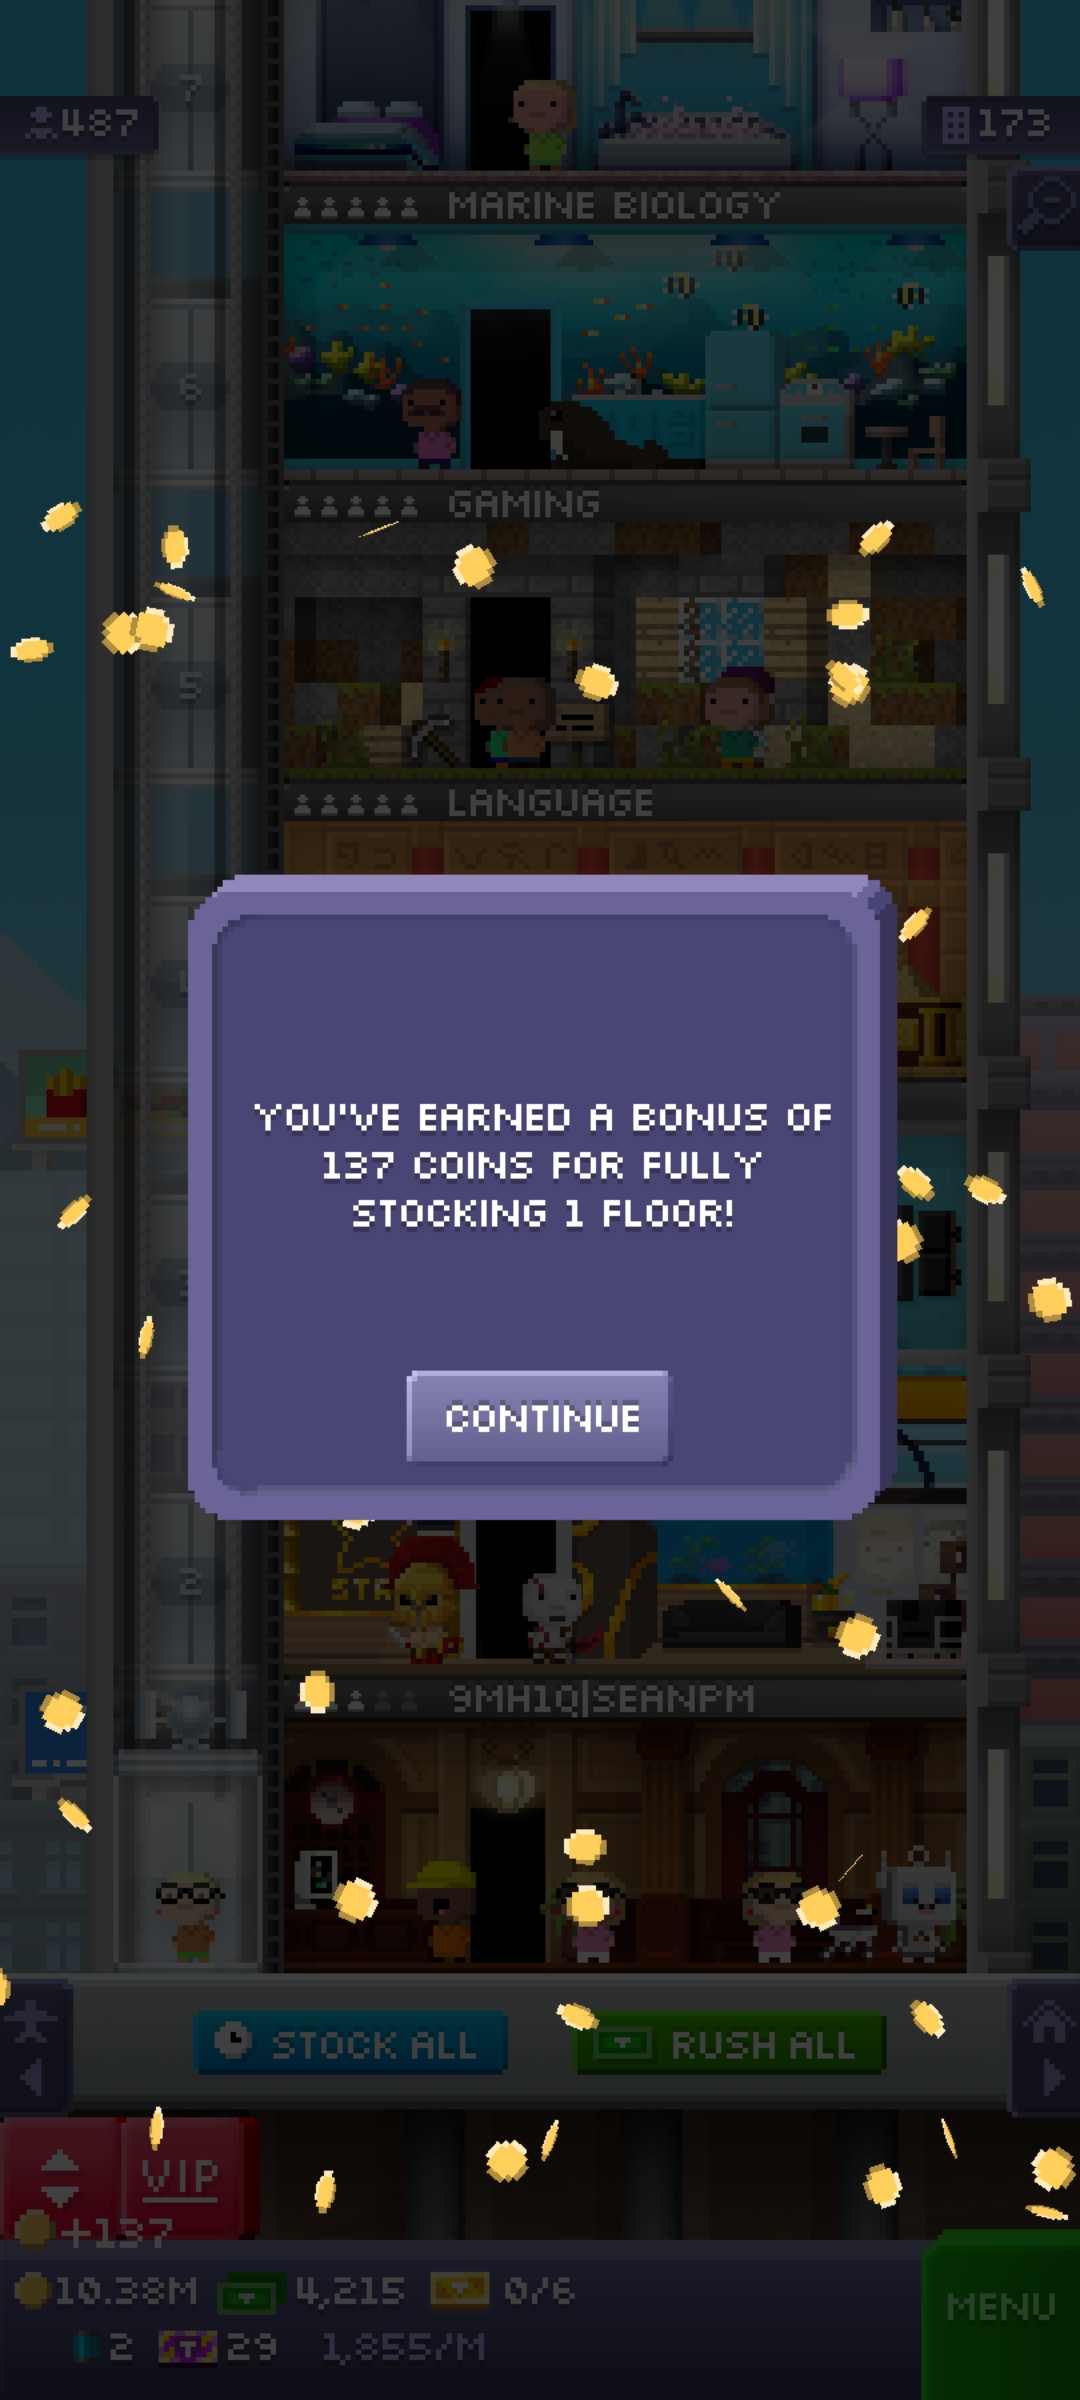 7
487
173
MARINE BIOLOGY
6
GAMING
5
LANGUAGE
YOU'VE EARNED A BONUS OF
137 COINS FOR FULLY
STOCKING 1 FLOOR!
CONTINUE
2
9MH1Q|SEANPM
STOCK ALL
RUSH ALL
VIP
+137
10.38M
4,215
0/6
MENU
2
29
1,855/M